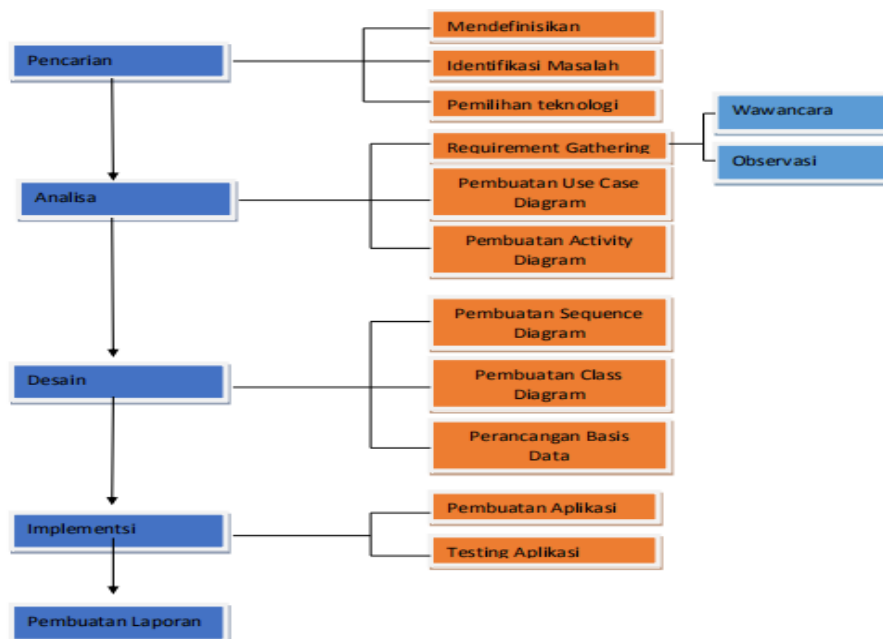 Pencarian
Mendefinisikan
Identifikasi Masalah
Pemilihan teknologi
Analisa
Requirement Gathering
Wawancara
Observasi
Pembuatan Use Case
Diagram
Pembuatan Activity
Diagram
Desain
Pembuatan Sequence
Diagram
Pembuatan Class
Diagram
Perancangan Basis
Data
Implementsi
Pembuatan Aplikasi
Testing Aplikasi
Pembuatan Laporan